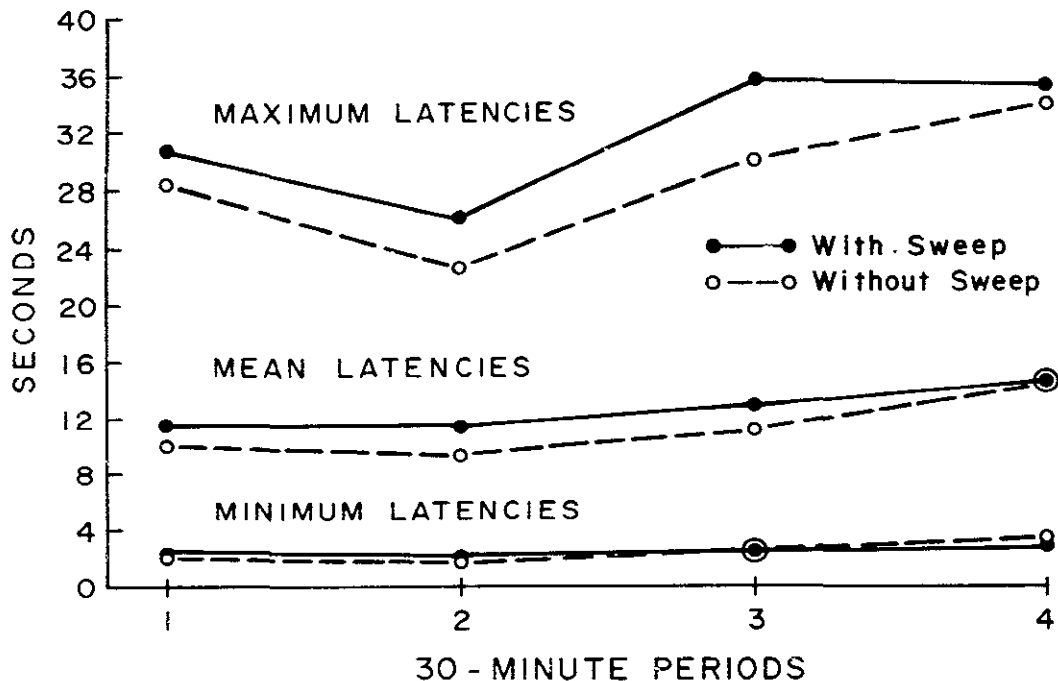 40
36
32
28
24
20
16
12
8
4
0
SECONDS
MAXIMUM LATENCIES
With Sweep
Without Sweep
MEAN LATENCIES
MINIMUM LATENCIES
1 2 3 4
30-MINUTE PERIODS